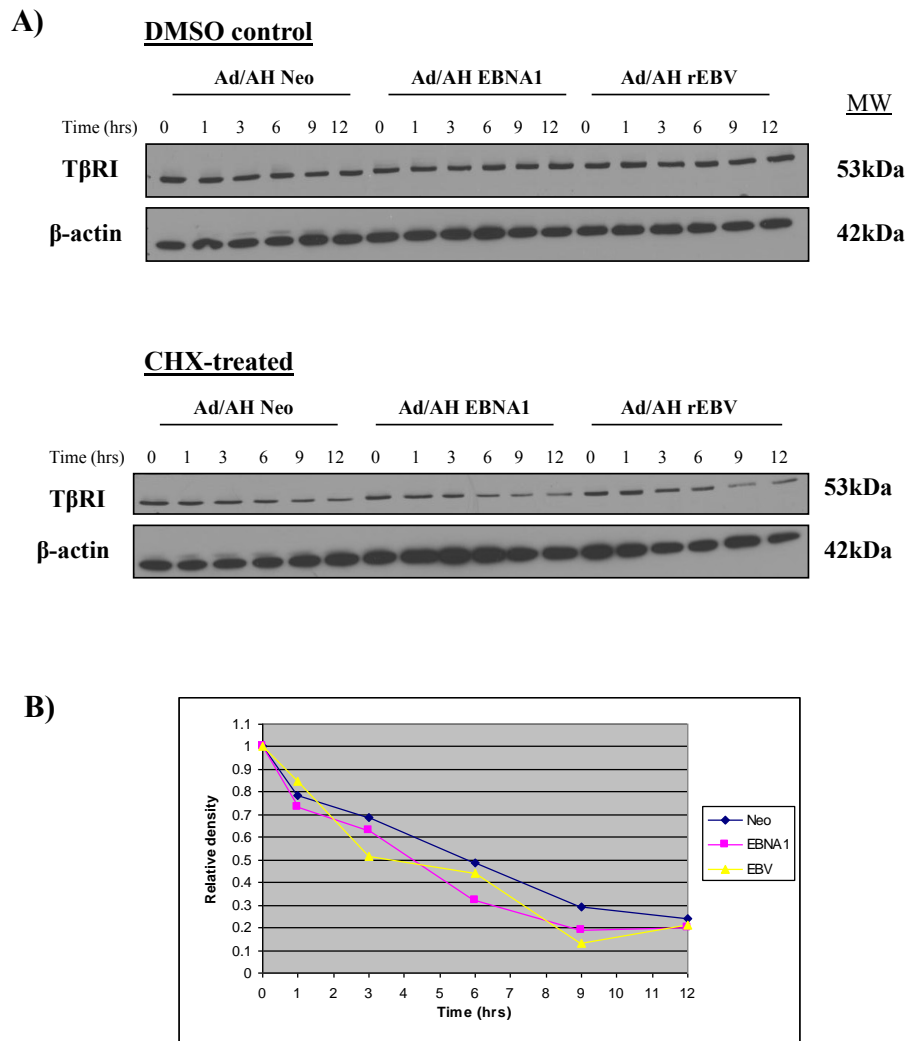 A)
DMSO control
Ad/AH Neo Ad/AH EBNA1 Ad/AH rEBV
MW
Time (hrs) 0 1 3 6 9 12 0 1 3 6 9 12 0 1 3 6 9 12
TβRI 53kDa
β-actin 42kDa
CHX-treated
Ad/AH Neo Ad/AH EBNA1 Ad/AH rEBV
Time (hrs) 0 1 3 6 9 12 0 1 3 6 9 12 0 1 3 6 9 12
TβRI 53kDa
β-actin 42kDa
B)
1.1
1
0.9
0.8
0.7
0.6
0.5
0.4
0.3
0.2
0.1
0
Relative density
0 1 2 3 4 5 6 7 8 9 10 11 12
Time (hrs)
Neo
EBNA1
EBV